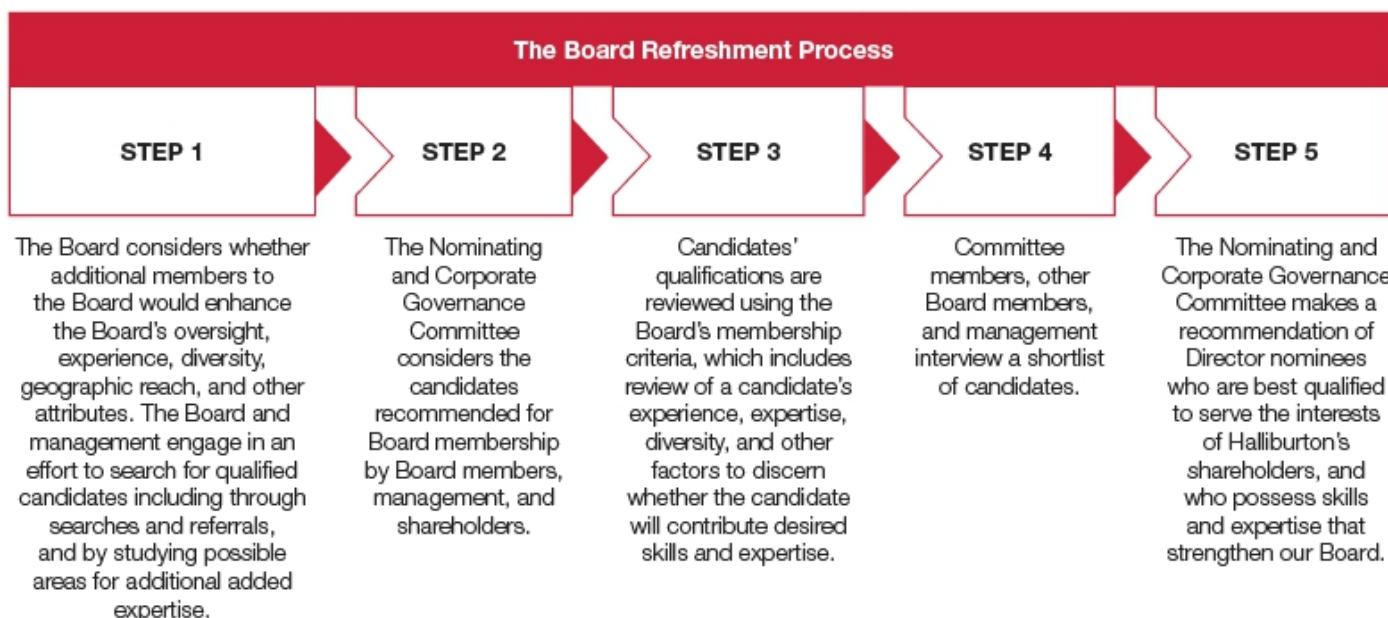 The Board Refreshment Process
STEP 1
STEP 2
STEP 3
STEP 4
STEP 5
The Board considers whether
additional members to
the Board would enhance
the Board's oversight,
experience, diversity,
geographic reach, and other
attributes. The Board and
management engage in an
effort to search for qualified
candidates including through
searches and referrals,
and by studying possible
areas for additional added
expertise.
The Nominating
and Corporate
Governance
Committee
considers the
candidates
recommended for
Board membership
by Board members,
management, and
shareholders.
Candidates'
qualifications are
reviewed using the
Board's membership
criteria, which includes
review of a candidate's
experience, expertise,
diversity, and other
factors to discern
whether the candidate
will contribute desired
skills and expertise.
Committee
members, other
Board members,
and management
interview a shortlist
of candidates.
The Nominating and
Corporate Governance
Committee makes a
recommendation of
Director nominees
who are best qualified
to serve the interests
of Halliburton's
shareholders, and
who possess skills
and expertise that
strengthen our Board.